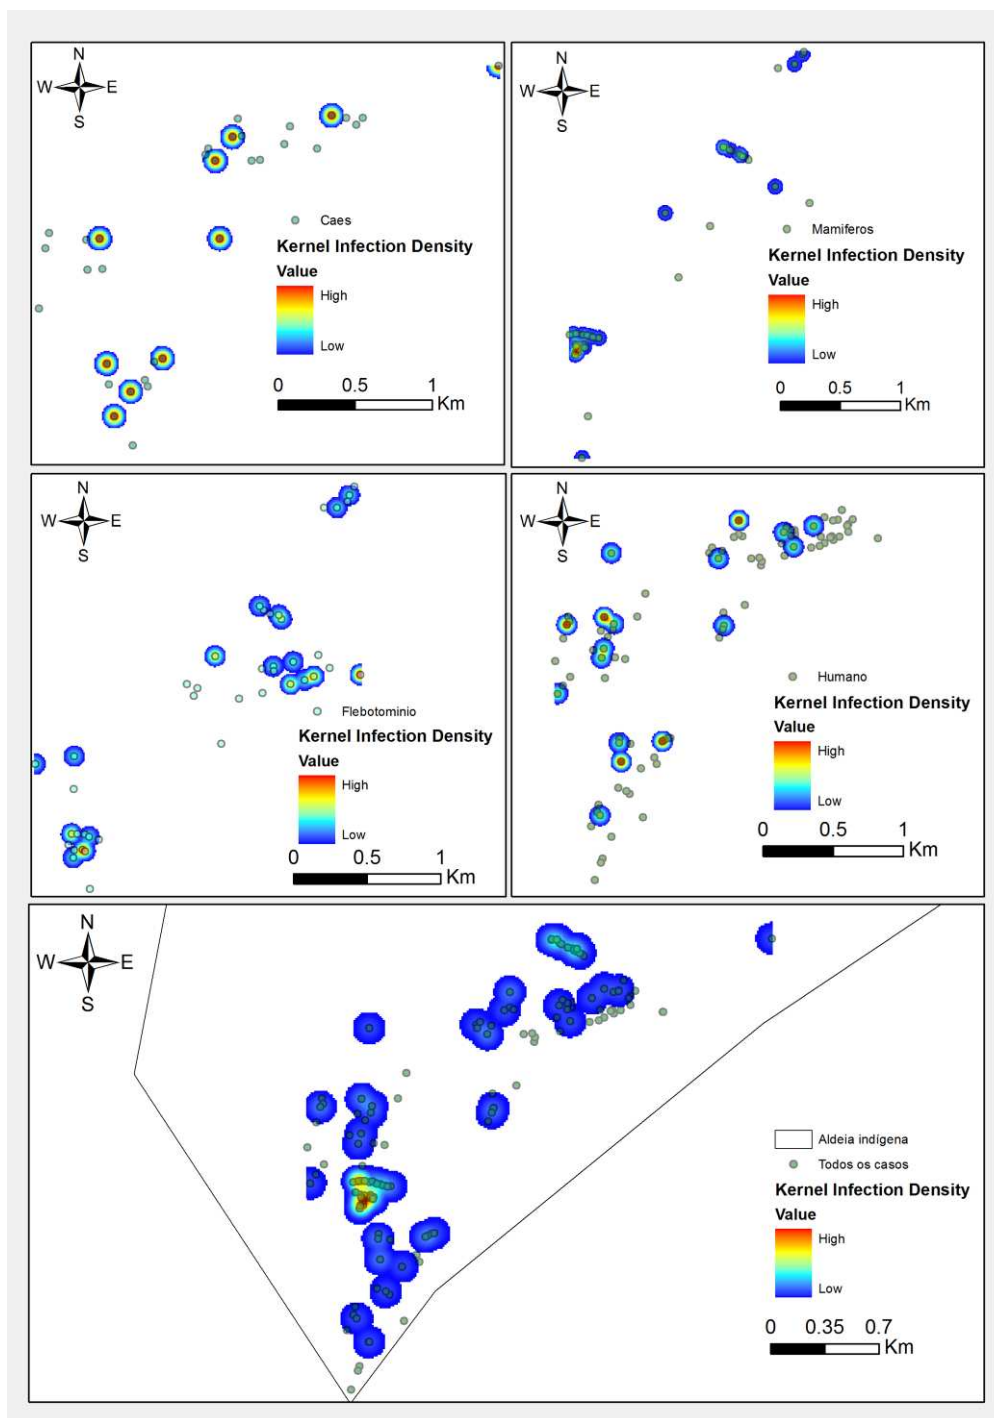 N
W E
S
Caes
Kernel Infection Density
Value
High
Low
0 0.5 1
Km
N
W E
S
Mamiferos
Kernel Infection Density
Value
High
Low
0 0.5 1
Km
N
W E
S
Flebotominio
Kernel Infection Density
Value
High
Low
0 0.5 1
Km
N
W E
S
Humano
Kernel Infection Density
Value
High
Low
0 0.5 1
Km
N
W E
S
Aldeia indígena
Todos os casos
Kernel Infection Density
Value
High
Low
0 0.35 0.7
Km